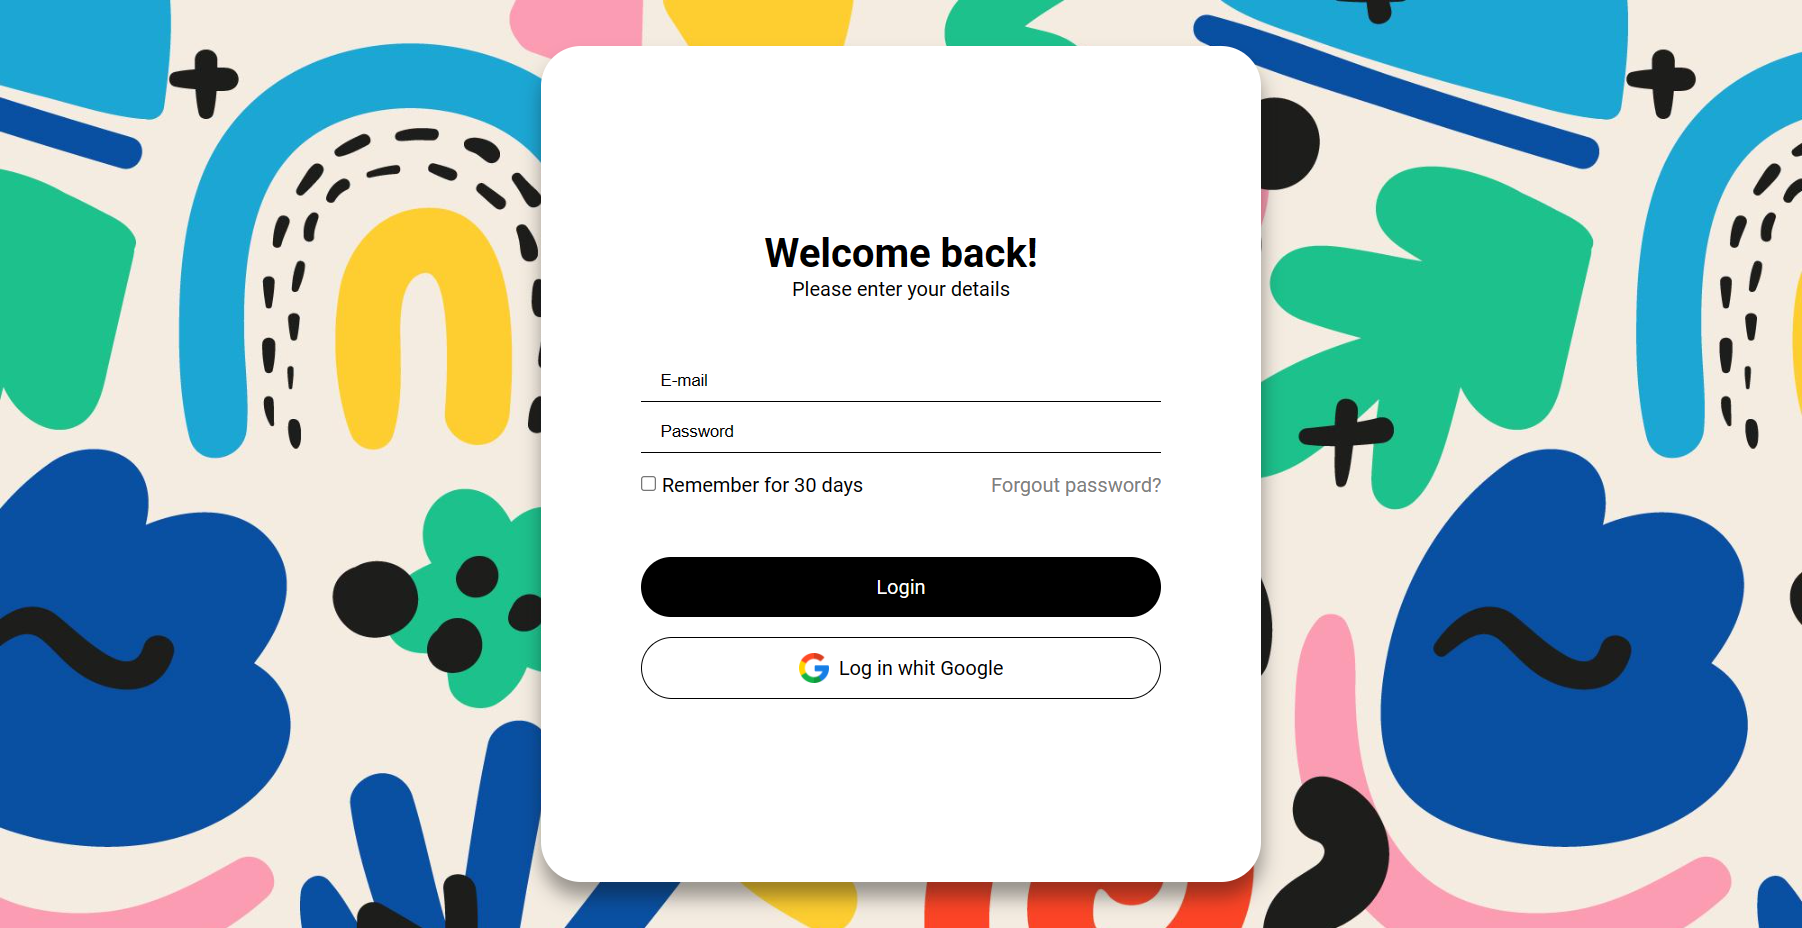 Welcome back!
Please enter your details
E-mail
Password
Remember for 30 days
Forgout password?
Login
Log in whit Google